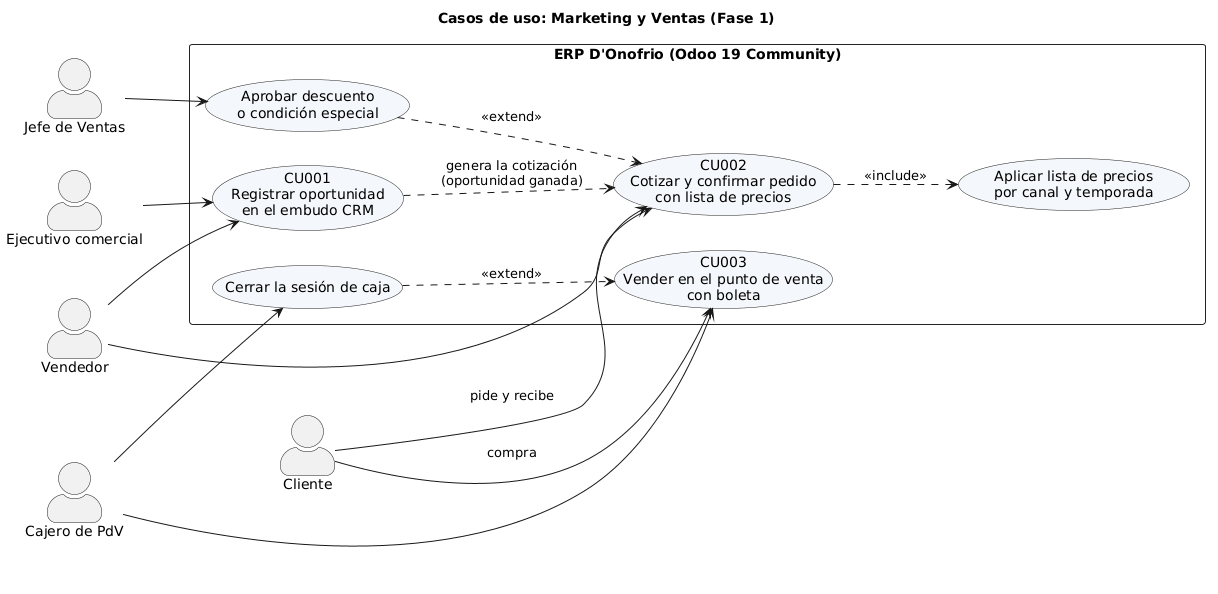 Casos de uso: Marketing y Ventas (Fase 1)
ERP D'Onofrio (Odoo 19 Community)
Jefe de Ventas
Aprobar descuento
o condición especial
«extend»
Ejecutivo comercial
CU001
Registrar oportunidad
en el embudo CRM
genera la cotización
(oportunidad ganada)
CU002
Cotizar y confirmar pedido
con lista de precios
«include»
Aplicar lista de precios
por canal y temporada
Cerrar la sesión de caja
«extend»
CU003
Vender en el punto de venta
con boleta
Vendedor
pide y recibe
compra
Cliente
Cajero de PdV